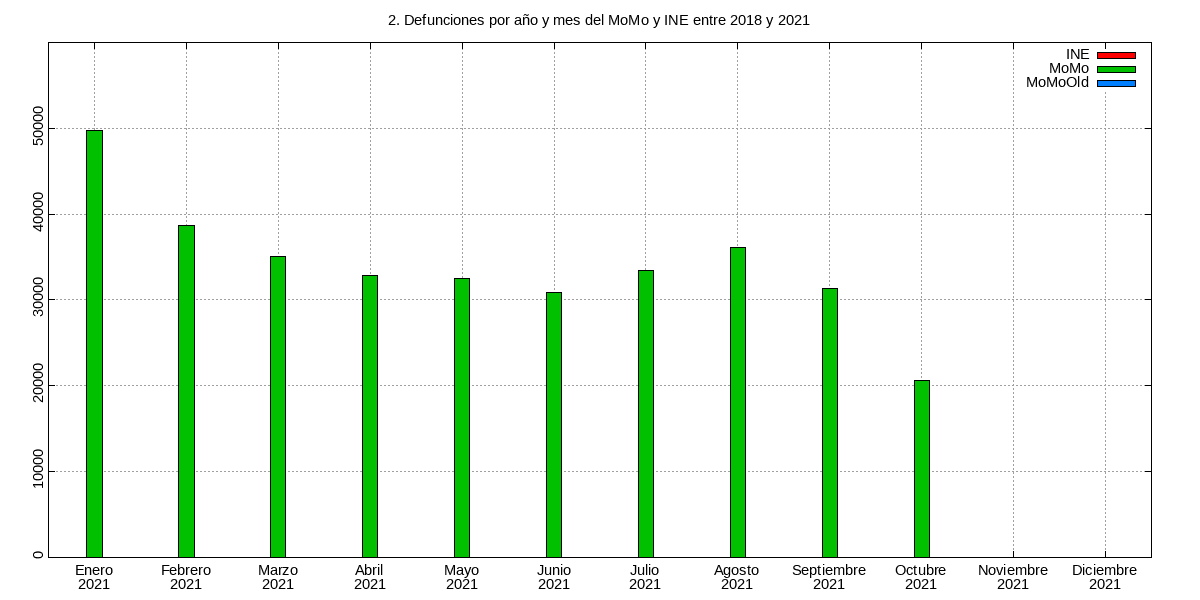 2. Defunciones por año y mes del MoMo y INE entre 2018 y 2021
INE
MoMo
MoMoOld
50000
40000
30000
20000
10000
0
Enero Febrero Marzo Abril Mayo Junio Julio Agosto Septiembre Octubre Noviembre Diciembre
2021 2021 2021 2021 2021 2021 2021 2021 2021 2021 2021 2021